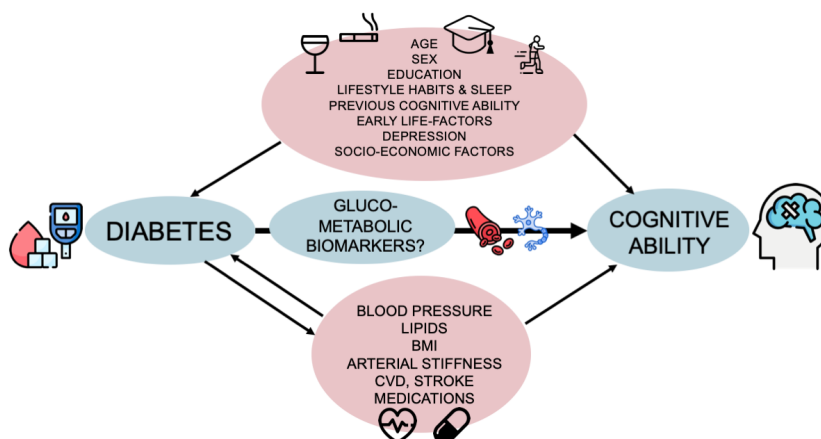 AGE
SEX
EDUCATION
LIFESTYLE HABITS & SLEEP
PREVIOUS COGNITIVE ABILITY
EARLY LIFE-FACTORS
DEPRESSION
SOCIO-ECONOMIC FACTORS
DIABETES
GLUCO-
METABOLIC
BIOMARKERS?
COGNITIVE
ABILITY
BLOOD PRESSURE
LIPIDS
BMI
ARTERIAL STIFFNESS
CVD, STROKE
MEDICATIONS